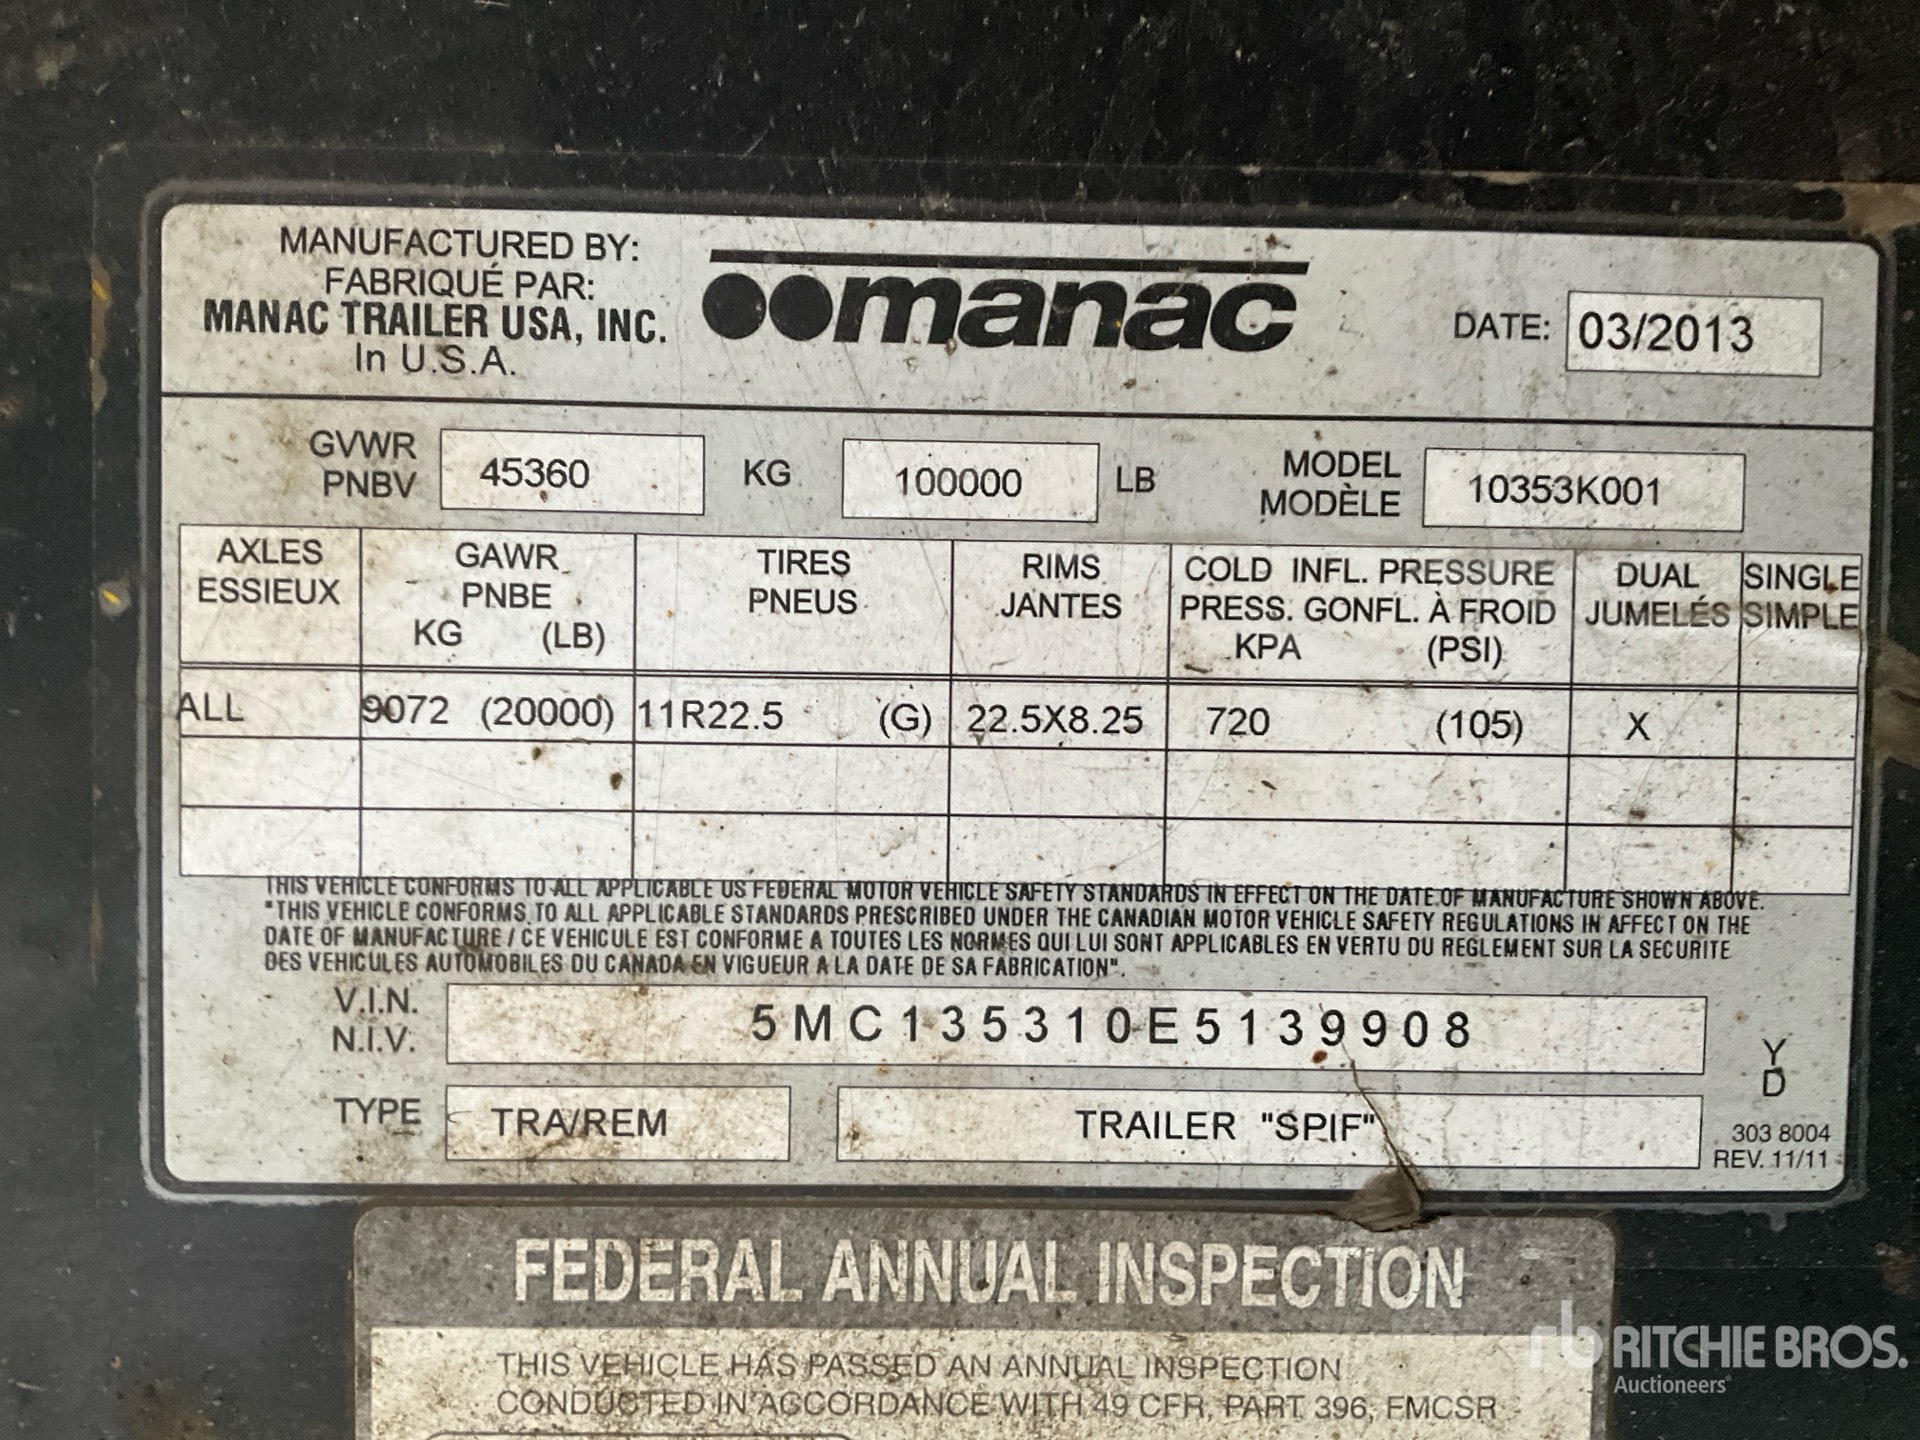 MANUFACTURED BY:
FABRIQUÉ PAR:
MANAC TRAILER USA, INC.
In U.S.A.
manac
DATE: 03/2013
GVWR
PNBV
45360 KG 100000 LB
MODEL
MODÈLE
10353K001
AXLES
ESSIEUX
GAWR
PNBE
KG (LB)
TIRES
PNEUS
RIMS
JANTES
COLD INFL. PRESSURE
PRESS. GONFL. À FROID
KPA (PSI)
DUAL
JUMELÉS
SINGLE
SIMPLE
ALL 9072 (20000) 11R22.5 (G) 22.5X8.25 720 (105) X
THIS VEHICLE CONFORMS TO ALL APPLICABLE US FEDERAL MOTOR VEHICLE SAFETY STANDARDS IN EFFECT ON THE DATE OF MANUFACTURE SHOWN ABOVE.
"THIS VEHICLE CONFORMS TO ALL APPLICABLE STANDARDS PRESCRIBED UNDER THE CANADIAN MOTOR VEHICLE SAFETY REGULATIONS IN AFFECT ON THE
DATE OF MANUFACTURE / CE VEHICULE EST CONFORME A TOUTES LES NORMES QUI LUI SONT APPLICABLES EN VERTU DU REGLEMENT SUR LA SECURITE
DES VEHICULES AUTOMOBILES DU CANADA EN VIGUEUR A LA DATE DE SA FABRICATION".
V.I.N.
N.I.V.
5MC135310E5139908
Y
D
TYPE TRA/REM TRAILER "SPIF"
303 8004
REV. 11/11
FEDERAL ANNUAL INSPECTION
THIS VEHICLE HAS PASSED AN ANNUAL INSPECTION
CONDUCTED IN ACCORDANCE WITH 49 CFR, PART 396, FMCSR
rb RITCHIE BROS.
Auctioneers